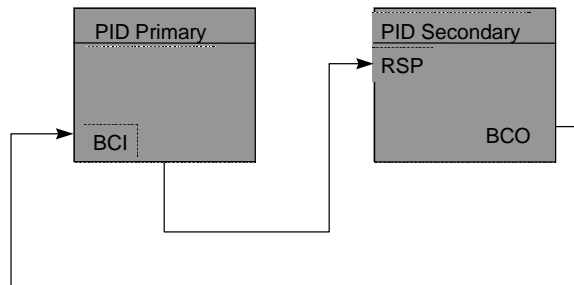 PID Primary
PID Secondary
RSP
BCI
BCO